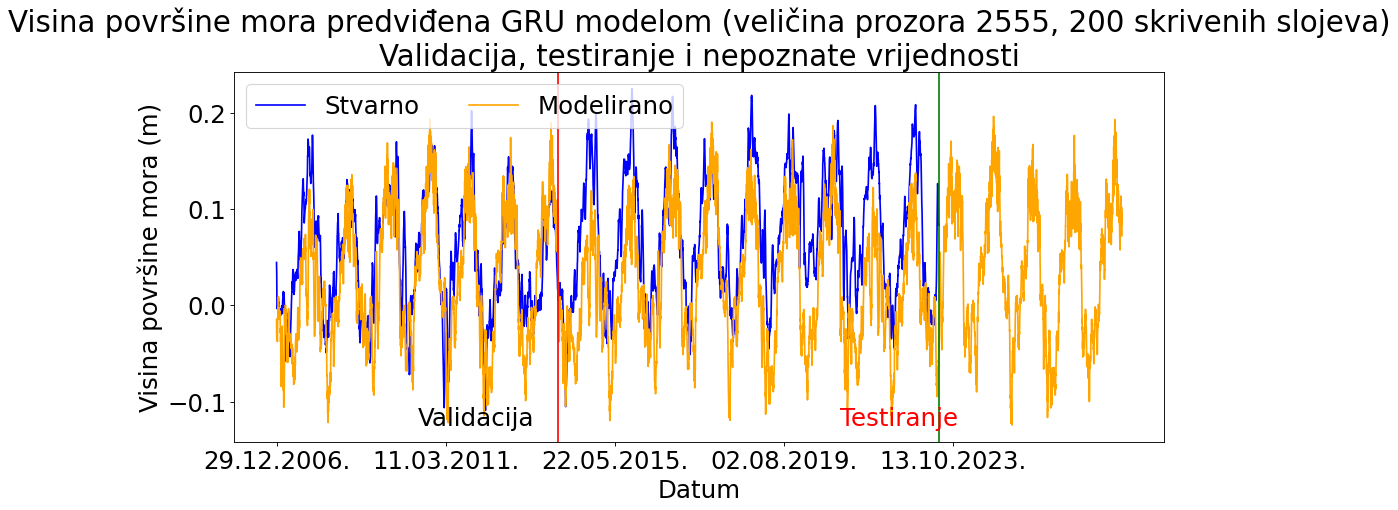 Visina površine mora predviđena GRU modelom (veličina prozora 2555, 200 skrivenih slojeva)
Validacija, testiranje i nepoznate vrijednosti
Stvarno
Modelirano
Visina površine mora (m)
0.2
0.1
0.0
−0.1
Validacija
Testiranje
29.12.2006.
11.03.2011.
22.05.2015.
02.08.2019.
13.10.2023.
Datum